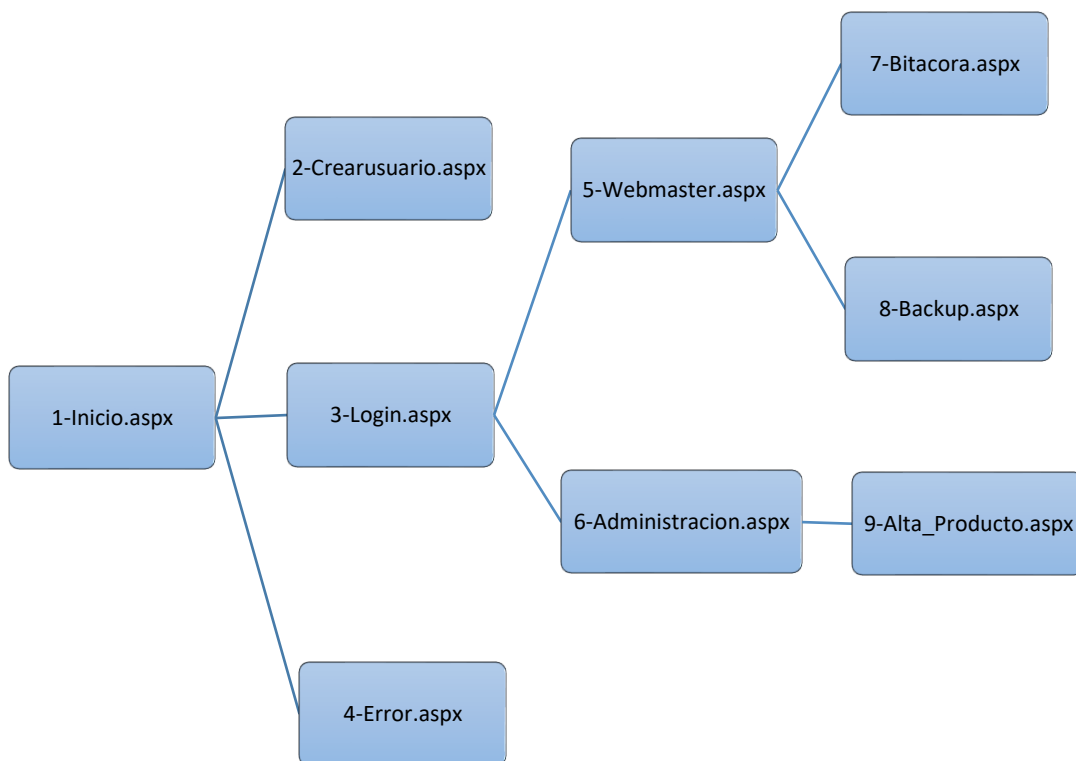 1-Inicio.aspx
2-Crearusuario.aspx
3-Login.aspx
4-Error.aspx
5-Webmaster.aspx
6-Administracion.aspx
7-Bitacora.aspx
8-Backup.aspx
9-Alta_Producto.aspx